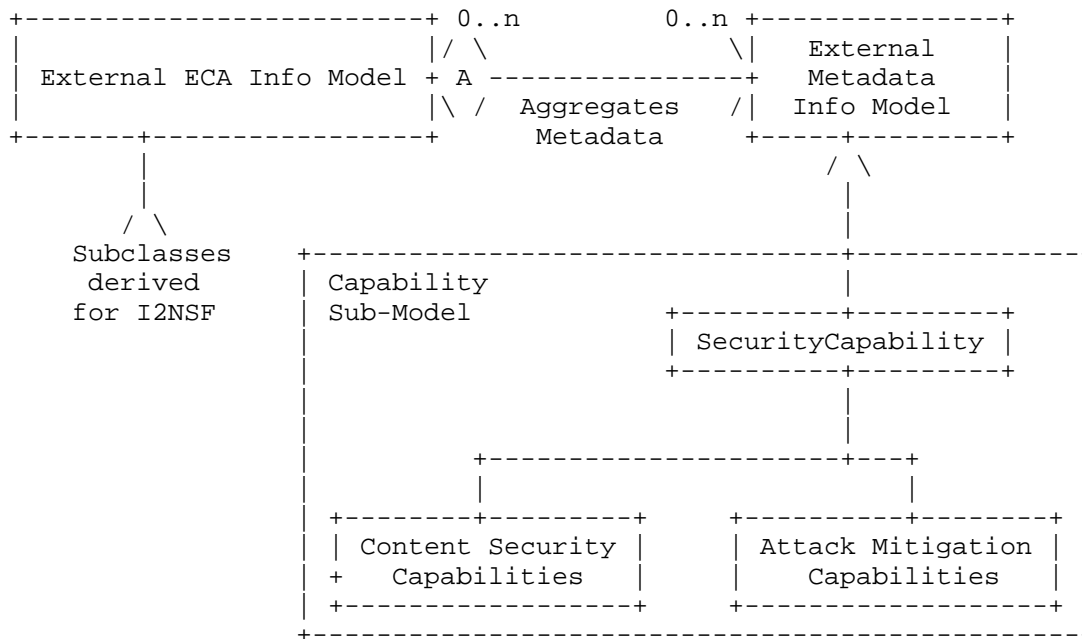 0..n 0..n
External
External ECA Info Model A Metadata
Aggregates Info Model
Metadata
Subclasses
derived Capability
for I2NSF Sub-Model
SecurityCapability
Content Security Attack Mitigation
Capabilities Capabilities